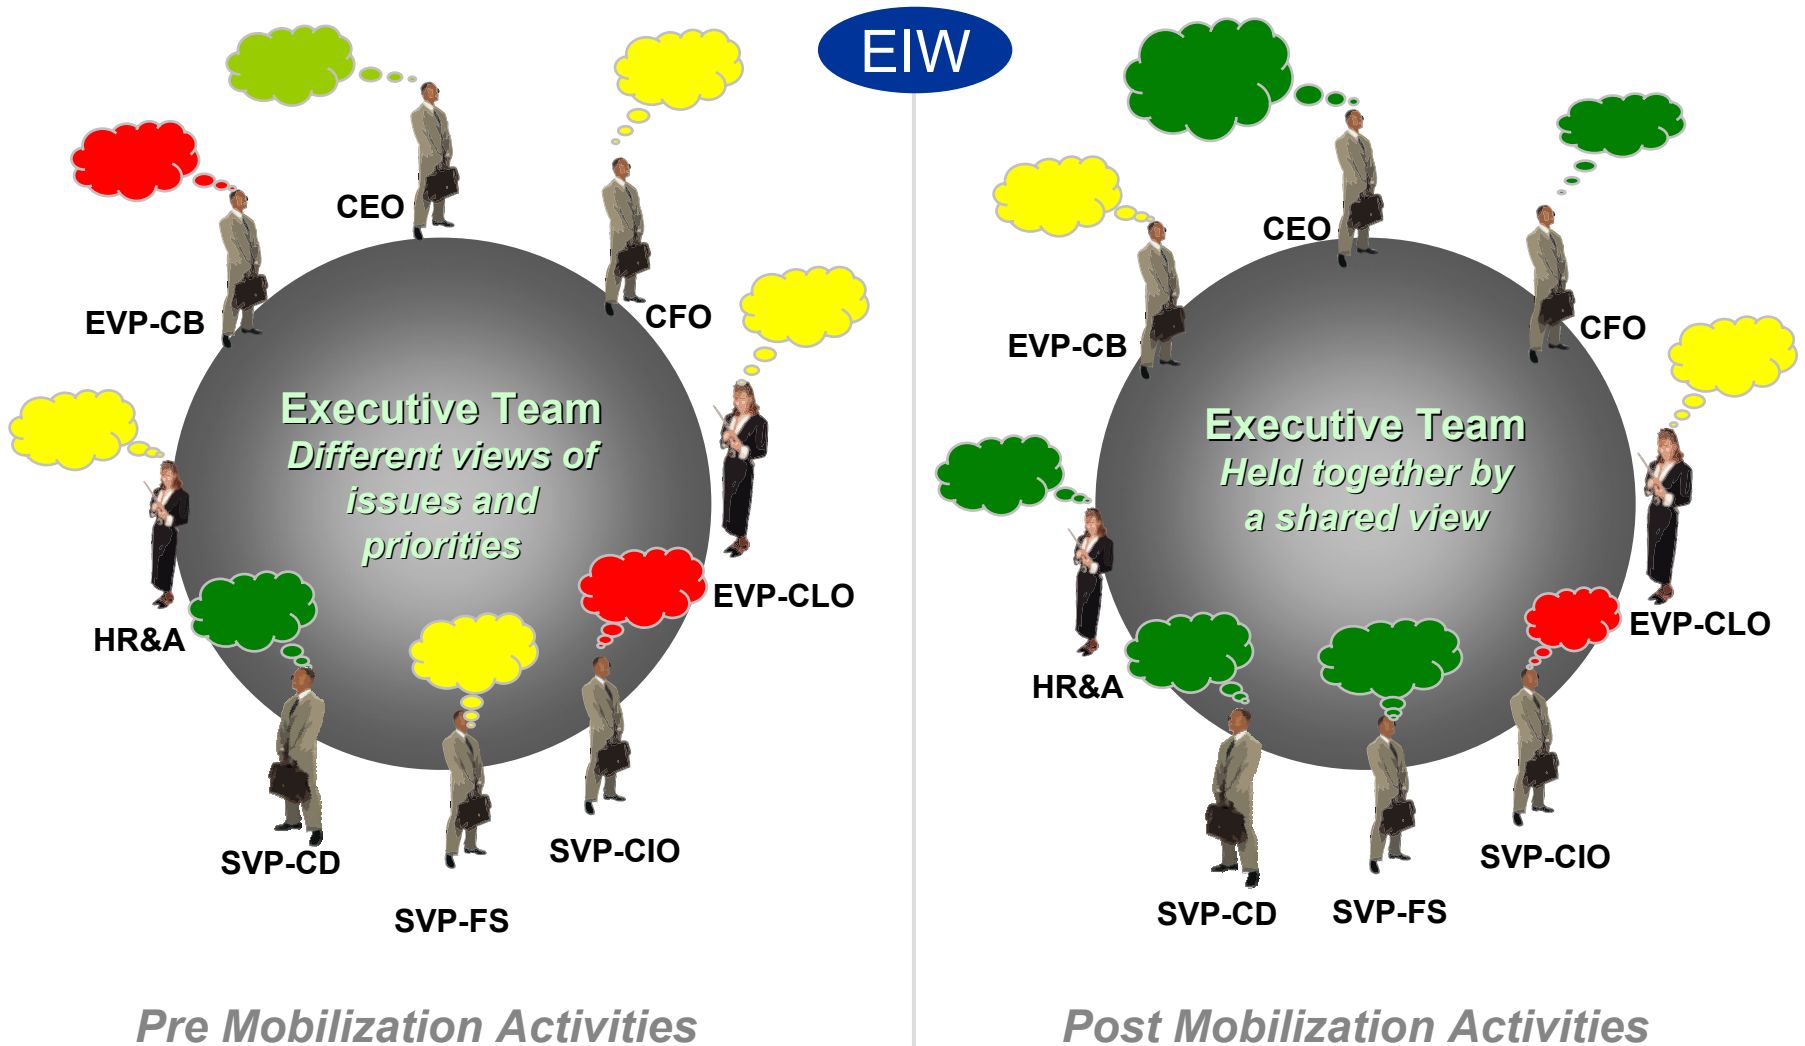 EIW
CEO
EVP-CB
CFO
Executive Team
Different views of
issues and
priorities
EVP-CLO
HR&A
SVP-CIO
SVP-CD
SVP-FS
Pre Mobilization Activities
CEO
CFO
EVP-CB
Executive Team
Held together by
a shared view
EVP-CLO
HR&A
SVP-CIO
SVP-CD
SVP-FS
Post Mobilization Activities